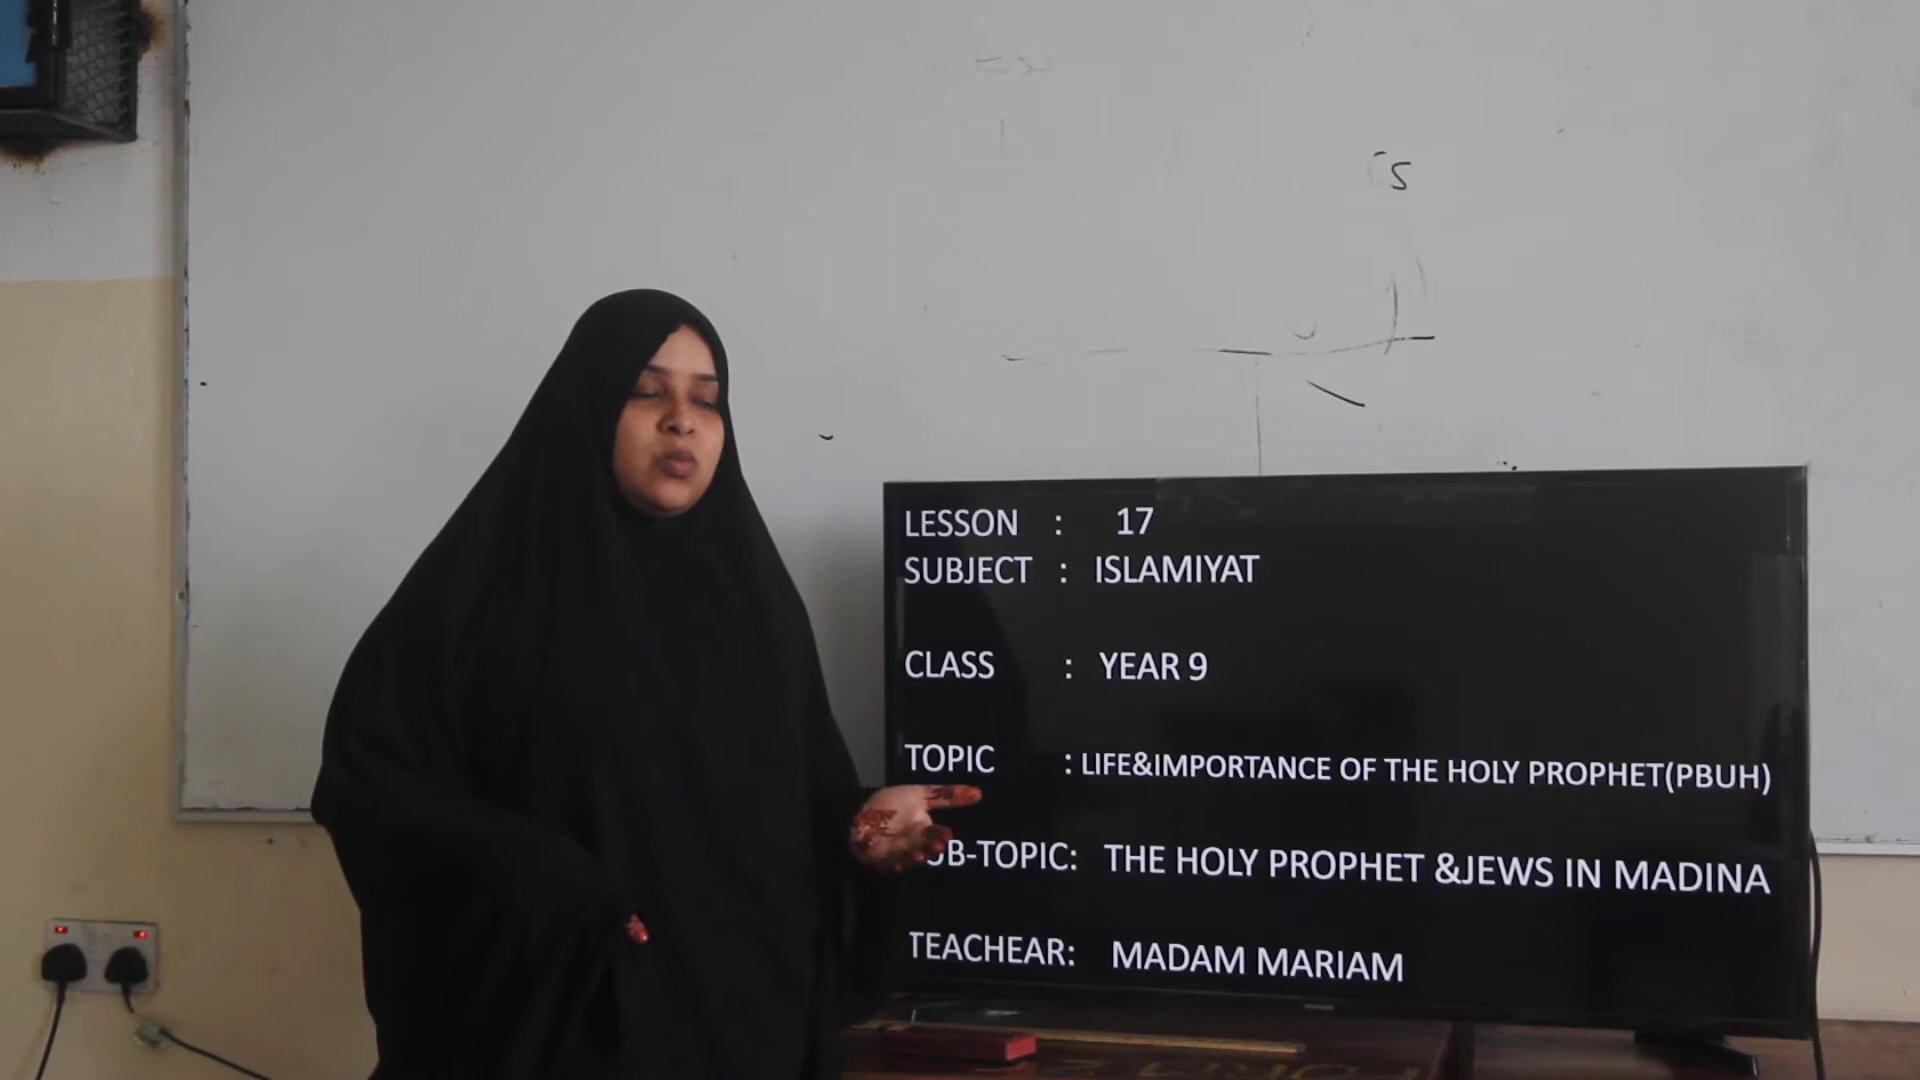 LESSON : 17
SUBJECT : ISLAMIYAT
CLASS : YEAR 9
TOPIC : LIFE&IMPORTANCE OF THE HOLY PROPHET(PBUH)
UB-TOPIC: THE HOLY PROPHET &JEWS IN MADINA
TEACHEAR: MADAM MARIAM